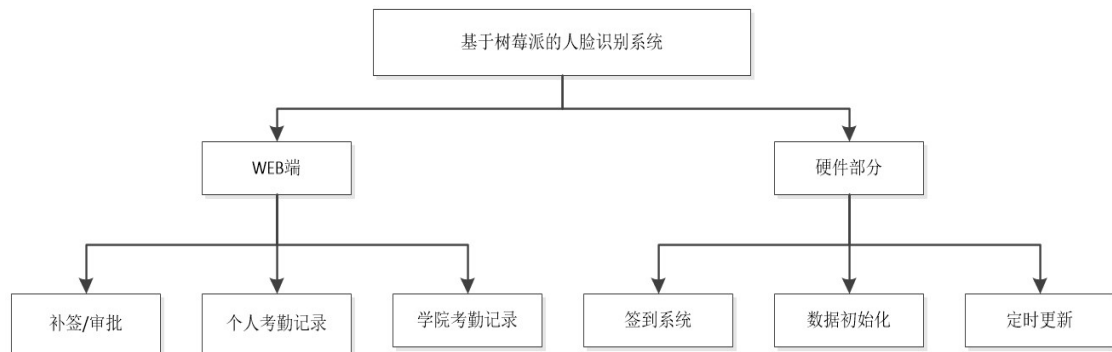 基于树莓派的人脸识别系统
WEB端
硬件部分
补签/审批
个人考勤记录
学院考勤记录
签到系统
数据初始化
定时更新